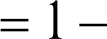 = 1 −